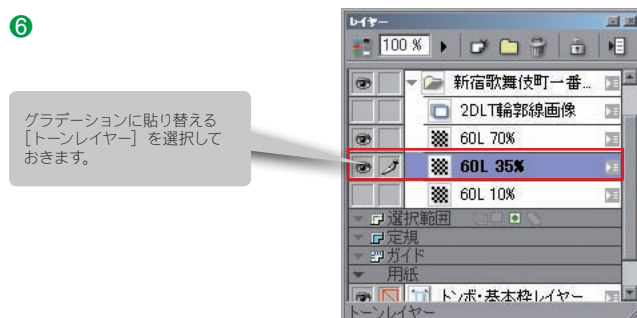 ❻
レイヤー
100 %
グラデーションに貼り替える
[トーンレイヤー] を選択して
おきます。
新宿歌舞伎町一番...
2DLT輪郭線画像
60L 70%
60L 35%
60L 10%
選択範囲
定規
ガイド
用紙
トンボ・基本枠レイヤー
トーンレイヤー